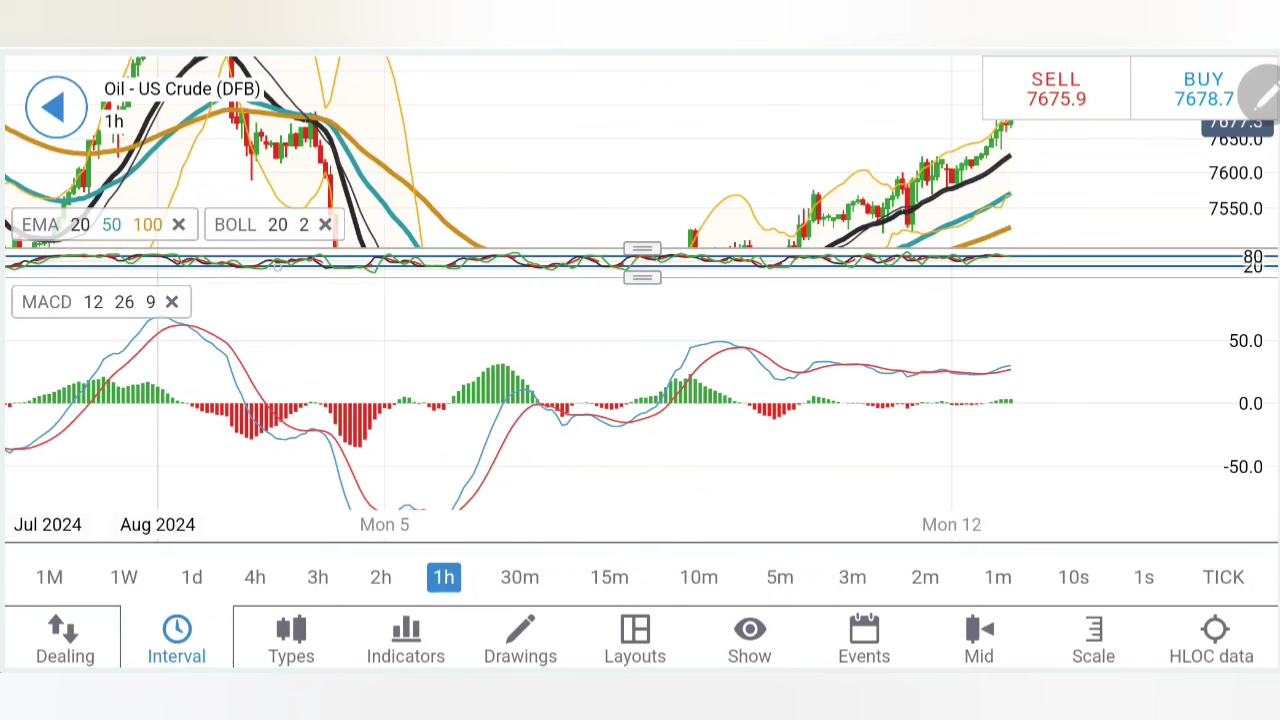 Oil - US Crude (DFB)
1h
SELL
7675.9
BUY
7678.7
7677.3
7650.0
7600.0
7550.0
EMA 20 50 100
BOLL 20 2
80
20
MACD 12 26 9
50.0
0.0
-50.0
Jul 2024 Aug 2024 Mon 5 Mon 12
1M 1W 1d 4h 3h 2h 1h 30m 15m 10m 5m 3m 2m 1m 10s 1s TICK
Dealing Interval Types Indicators Drawings Layouts Show Events Mid Scale HLOC data